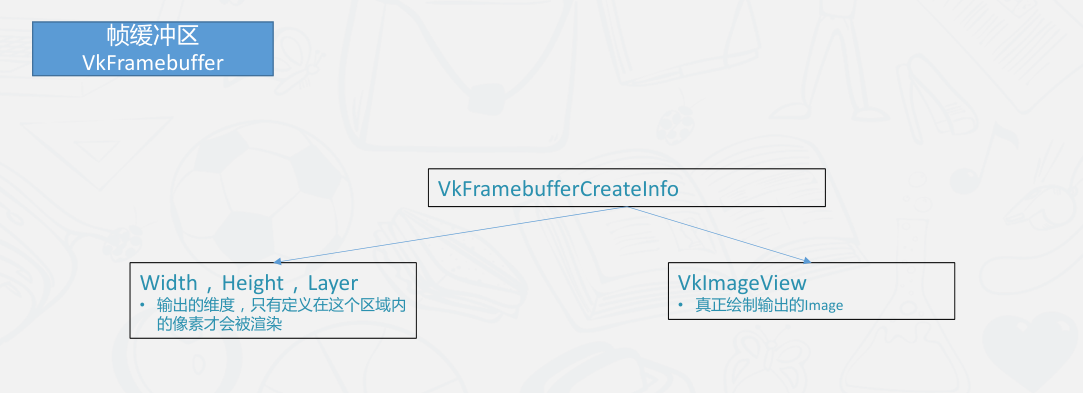 帧缓冲区
VkFramebuffer
VkFramebufferCreateInfo
Width，Height，Layer
• 输出的维度，只有定义在这个区域内
的像素才会被渲染
VkImageView
• 真正绘制输出的Image